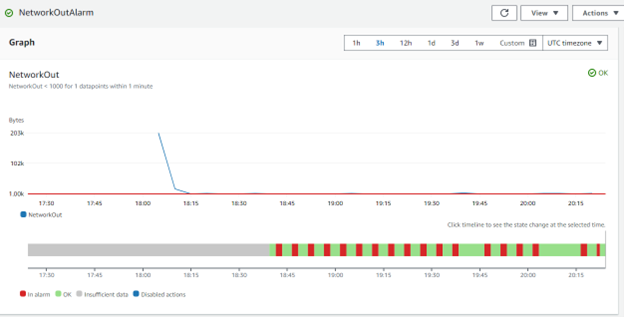 NetworkOutAlarm
View
Actions
Graph
1h 3h 12h 1d 3d 1w Custom UTC timezone
NetworkOut
OK
NetworkOut < 1000 for 1 datapoints within 1 minute
Bytes
203k
102k
1.00k
17:30 17:45 18:00 18:15 18:30 18:45 19:00 19:15 19:30 19:45 20:00 20:15
NetworkOut
Click timeline to see the state change at the selected time.
17:30 17:45 18:00 18:15 18:30 18:45 19:00 19:15 19:30 19:45 20:00 20:15
In alarm OK Insufficient data Disabled actions